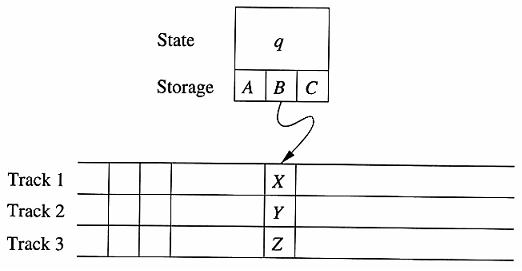 State q
Storage A B C
Track 1 X
Track 2 Y
Track 3 Z